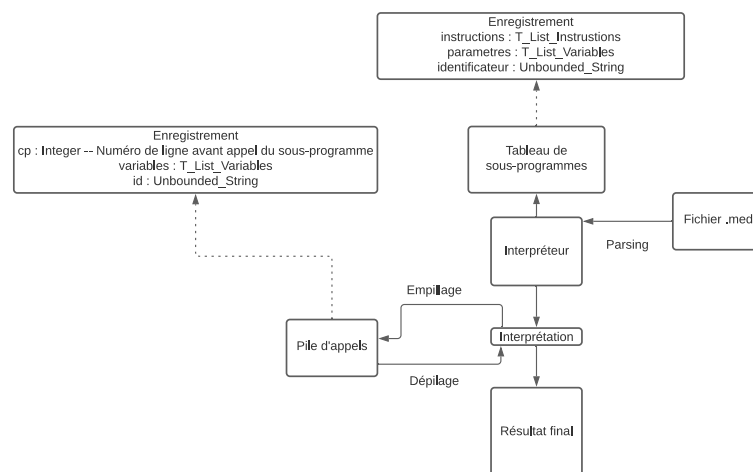 Enregistrement
instructions : T_List_Instrustions
parametres : T_List_Variables
identificateur : Unbounded_String
Enregistrement
cp : Integer -- Numéro de ligne avant appel du sous-programme
variables : T_List_Variables
id : Unbounded_String
Tableau de
sous-programmes
Fichier .med
Parsing
Interpréteur
Empilage
Interprétation
Pile d'appels
Dépilage
Résultat final